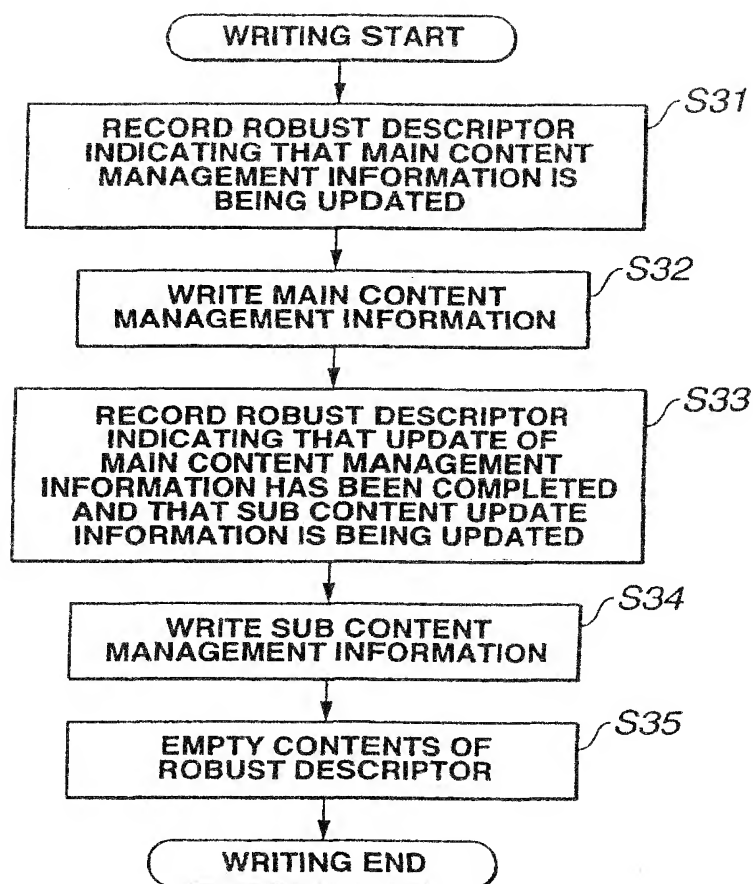 WRITING START
S31
RECORD ROBUST DESCRIPTOR
INDICATING THAT MAIN CONTENT
MANAGEMENT INFORMATION IS
BEING UPDATED
S32
WRITE MAIN CONTENT
MANAGEMENT INFORMATION
S33
RECORD ROBUST DESCRIPTOR
INDICATING THAT UPDATE OF
MAIN CONTENT MANAGEMENT
INFORMATION HAS BEEN COMPLETED
AND THAT SUB CONTENT UPDATE
INFORMATION IS BEING UPDATED
S34
WRITE SUB CONTENT
MANAGEMENT INFORMATION
S35
EMPTY CONTENTS OF
ROBUST DESCRIPTOR
WRITING END